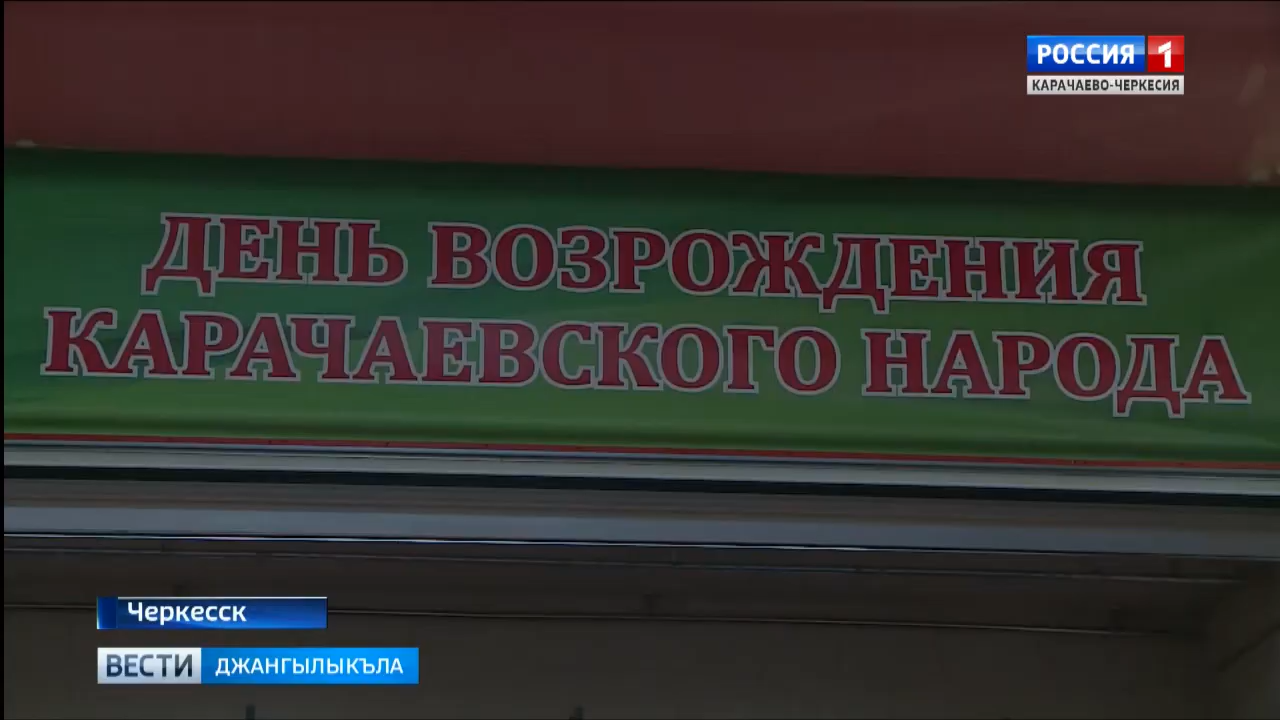 РОССИЯ 1
КАРАЧАЕВО-ЧЕРКЕСИЯ
ДЕНЬ ВОЗРОЖДЕНИЯ
КАРАЧАЕВСКОГО НАРОДА
Черкесск
ВЕСТИ ДЖАНГЫЛЫКЪЛА